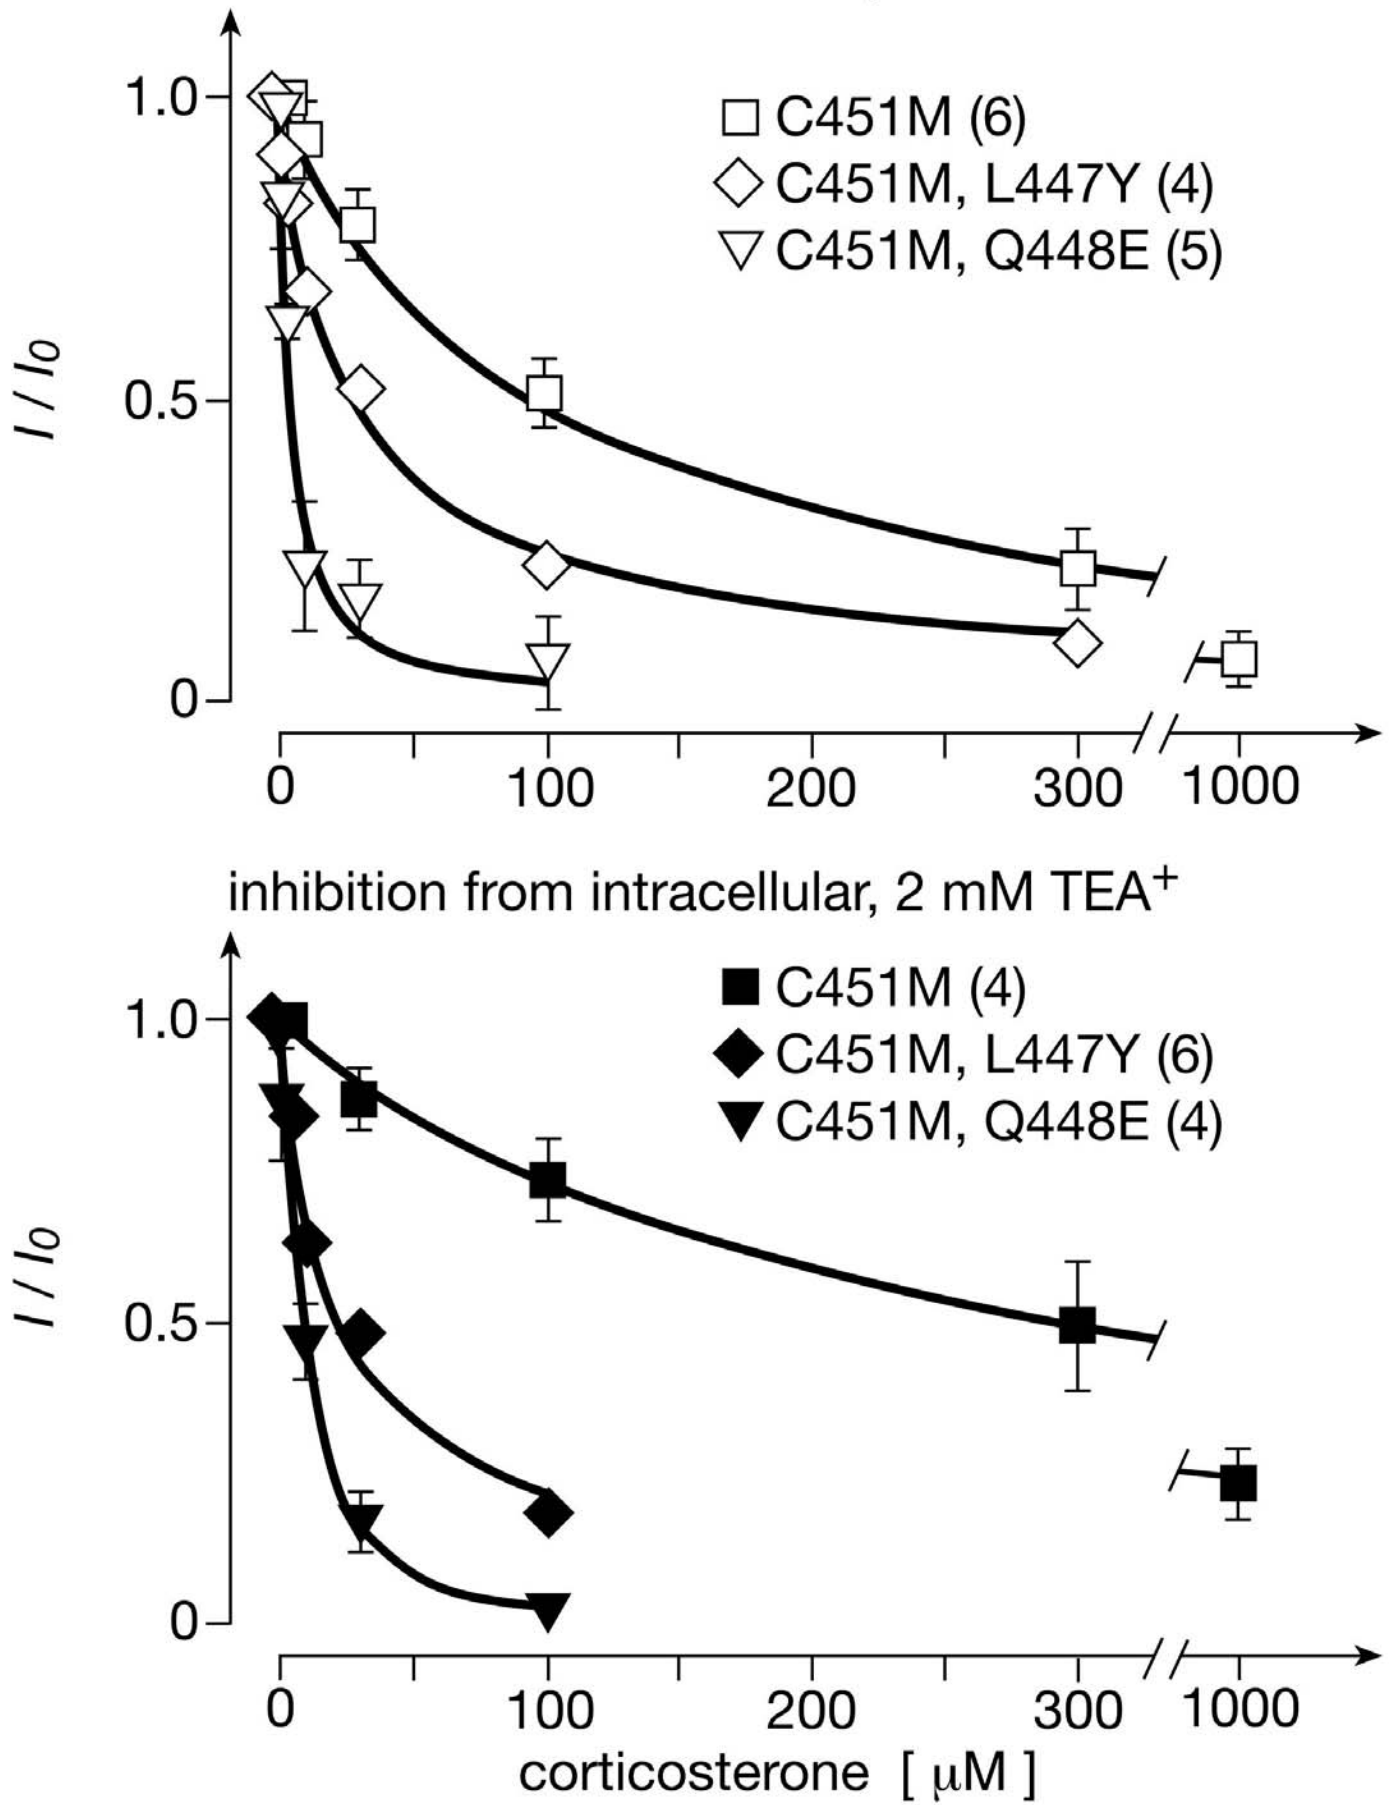 1.0
0.5
0
I / I0
C451M (6)
C451M, L447Y (4)
C451M, Q448E (5)
0 100 200 300 1000
inhibition from intracellular, 2 mM TEA+
1.0
0.5
0
I / I0
C451M (4)
C451M, L447Y (6)
C451M, Q448E (4)
0 100 200 300 1000
corticosterone [ µM ]